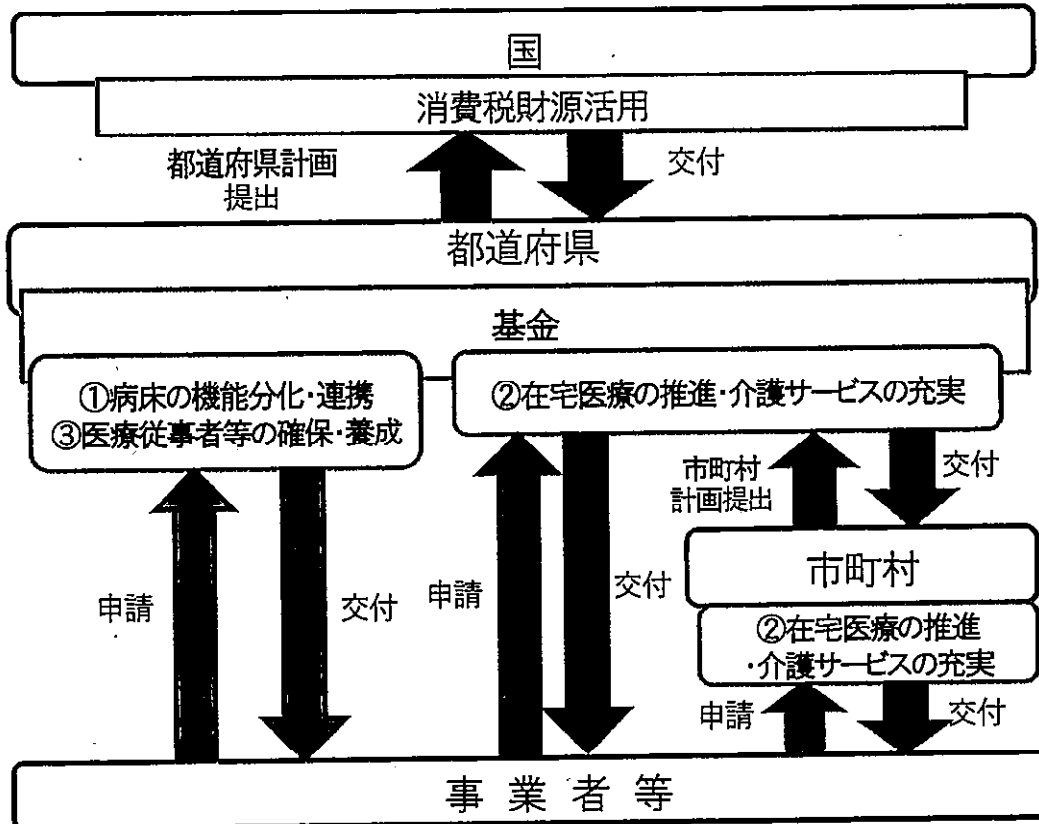 国
消費税財源活用
都道府県計画
提出
交付
都道府県
基金
①病床の機能分化・連携
③医療従事者等の確保・養成
②在宅医療の推進・介護サービスの充実
市町村
計画提出
交付
市町村
申請
交付
申請
交付
②在宅医療の推進
・介護サービスの充実
申請
交付
事業者等